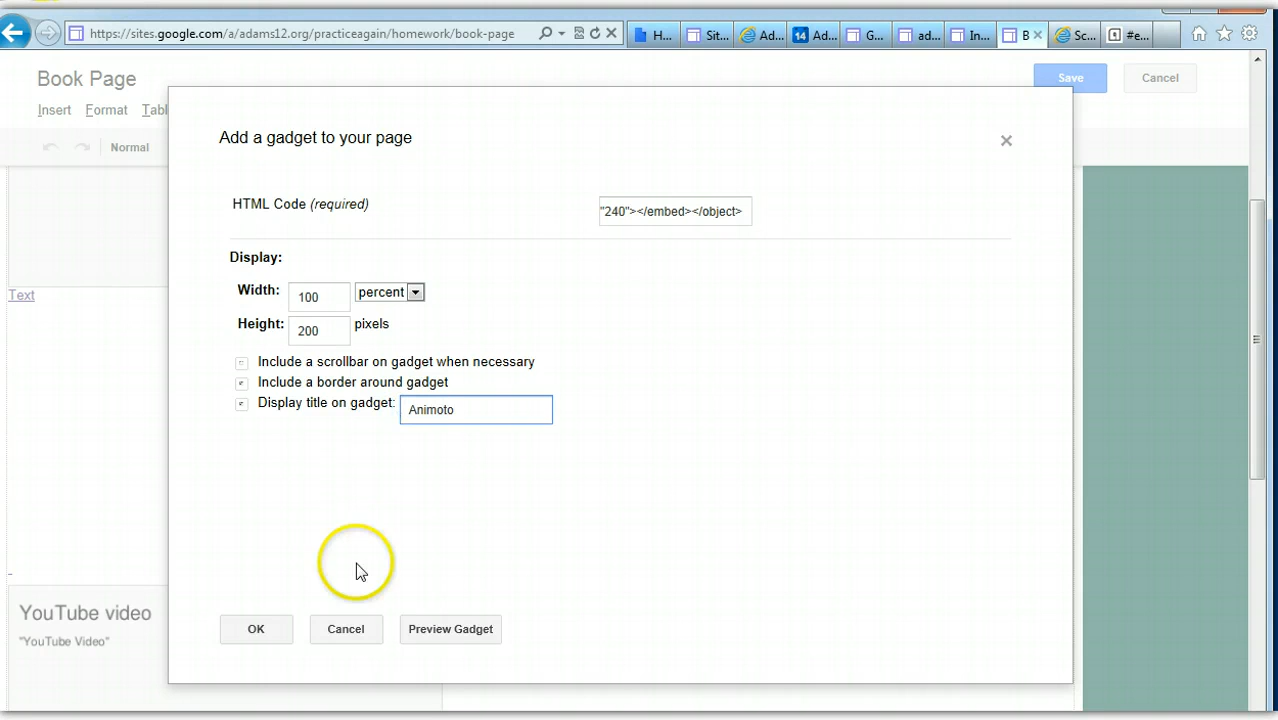 https://sites.google.com/a/adams12.org/practiceagain/homework/book-page
H...
Sit...
Ad...
14 Ad...
G...
ad...
In...
B
Sc...
#e...
Book Page
Save
Cancel
Insert Format Tabl
Normal
Add a gadget to your page
HTML Code (required)
"240"></embed></object>
Display:
Width: 100 percent
Height: 200 pixels
Include a scrollbar on gadget when necessary
Include a border around gadget
Display title on gadget: Animoto
Text
YouTube video
"YouTube Video"
OK
Cancel
Preview Gadget